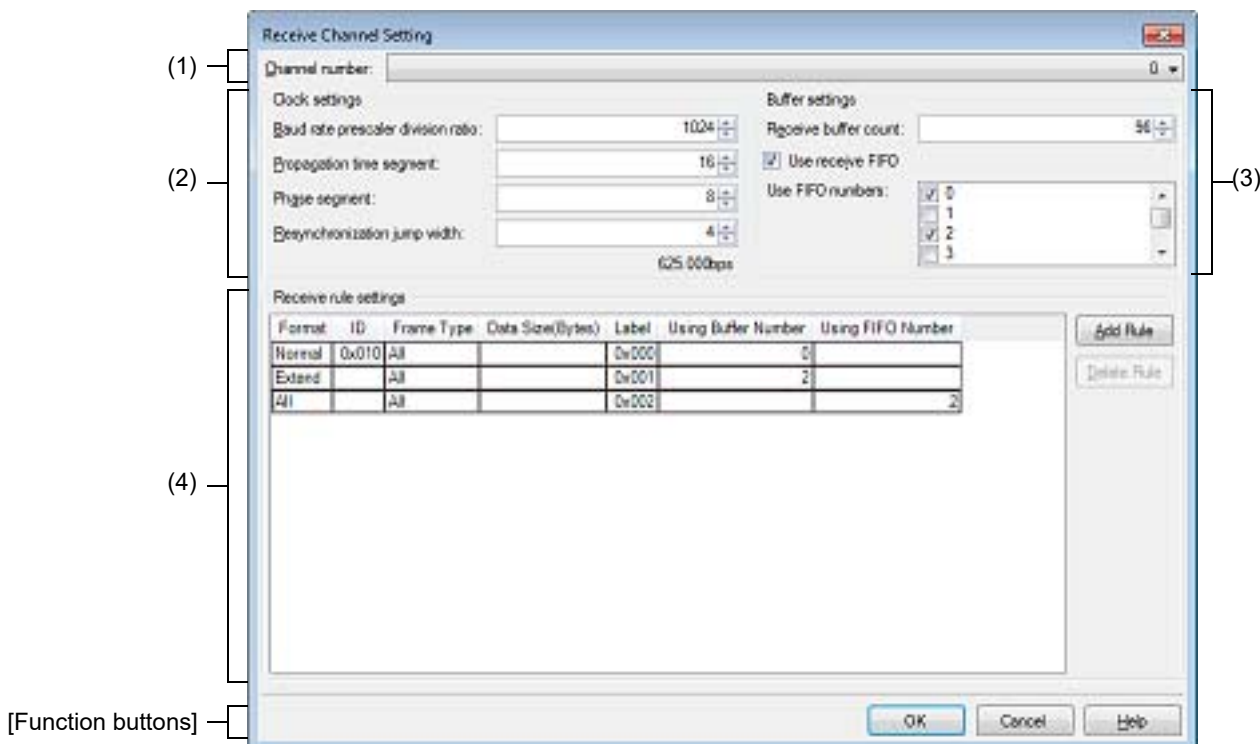 Receive Channel Setting
(1)
Channel number: 0
(2)
Clock settings
Baud rate prescaler division ratio: 1024
Propagation time segment: 16
Phase segment: 8
Resynchronization jump width: 4
625.000bps
Buffer settings
Receive buffer count: 96
Use receive FIFO
Use FIFO numbers:
0
1
2
3
(3)
(4)
Receive rule settings
Format ID Frame Type Data Size(Bytes) Label Using Buffer Number Using FIFO Number
Normal 0x010 All 0x000 0
Extend All 0x001 2
All All 0x002 2
Add Rule
Delete Rule
[Function buttons]
OK Cancel Help